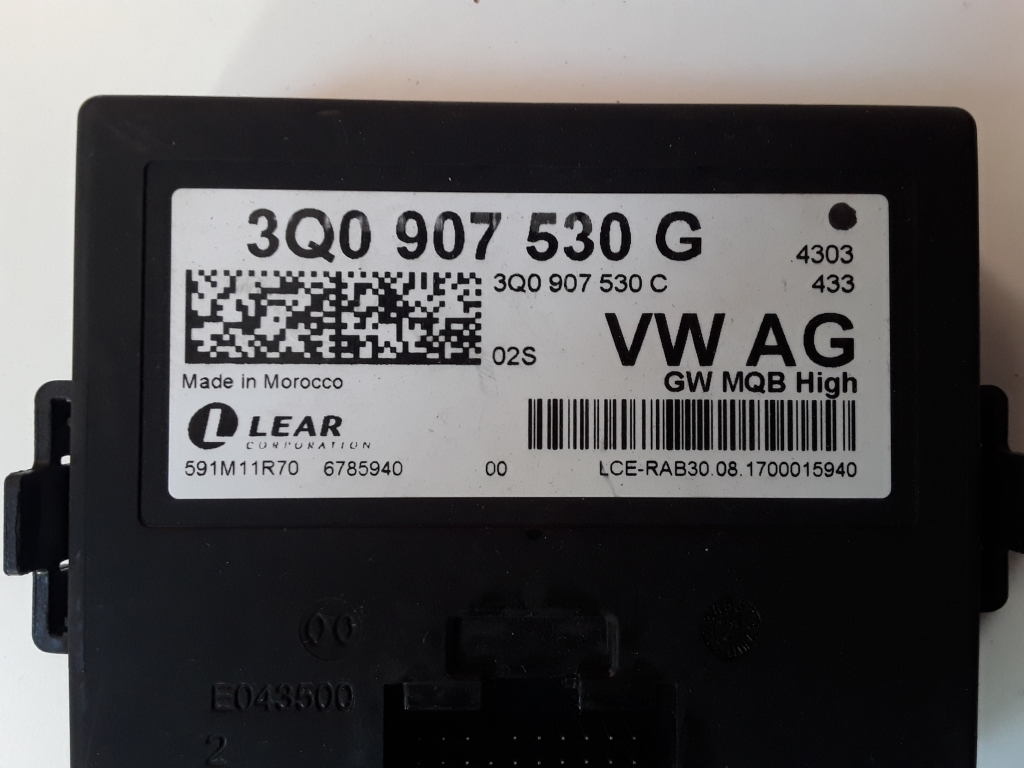 3Q0 907 530 G
4303
3Q0 907 530 C
433
02S
VW AG
GW MQB High
Made in Morocco
L LEAR
CORPORATION
591M11R70 6785940 00 LCE-RAB30.08.1700015940
00
E043500
2